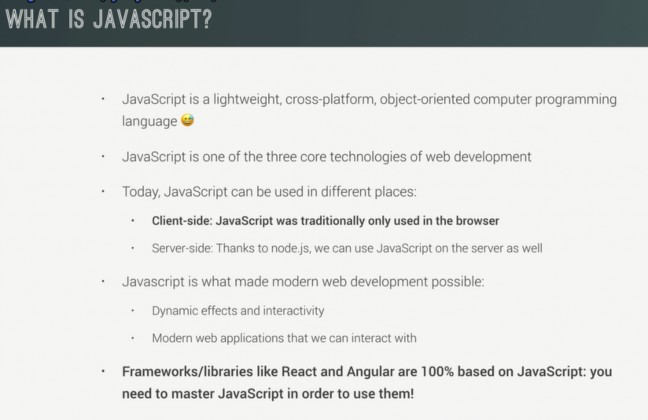 WHAT IS JAVASCRIPT?
· JavaScript is a lightweight, cross-platform, object-oriented computer programming
language 😅
· JavaScript is one of the three core technologies of web development
· Today, JavaScript can be used in different places:
· Client-side: JavaScript was traditionally only used in the browser
· Server-side: Thanks to node.js, we can use JavaScript on the server as well
· Javascript is what made modern web development possible:
· Dynamic effects and interactivity
· Modern web applications that we can interact with
· Frameworks/libraries like React and Angular are 100% based on JavaScript: you
need to master JavaScript in order to use them!